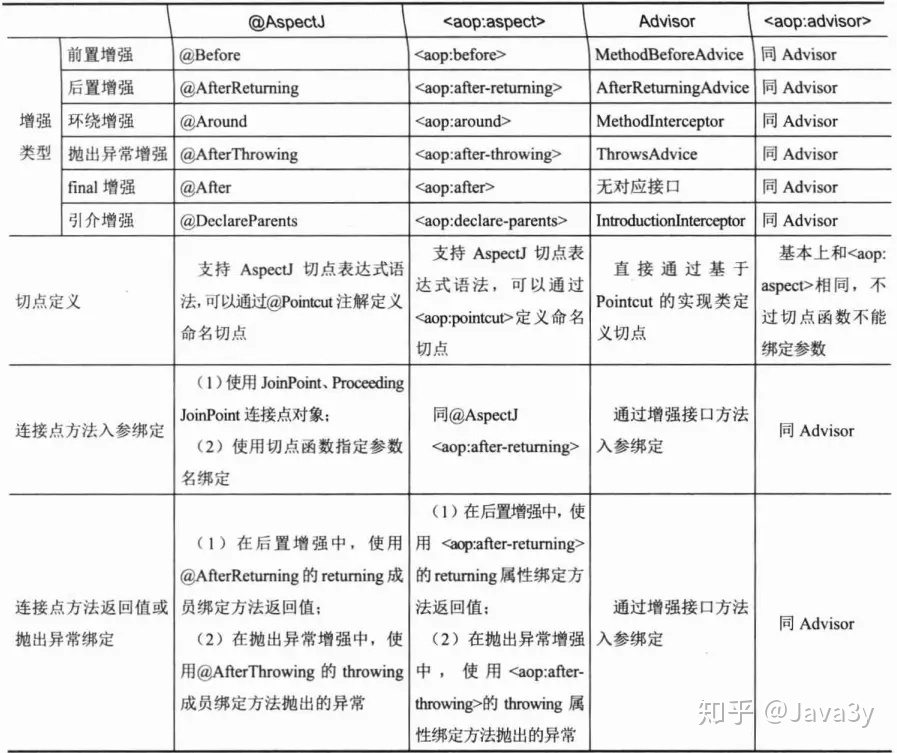 @AspectJ <aop:aspect> Advisor <aop:advisor>
增强类型
前置增强 @Before <aop:before> MethodBeforeAdvice 同 Advisor
后置增强 @AfterReturning <aop:after-returning> AfterReturningAdvice 同 Advisor
环绕增强 @Around <aop:around> MethodInterceptor 同 Advisor
抛出异常增强 @AfterThrowing <aop:after-throwing> ThrowsAdvice 同 Advisor
final 增强 @After <aop:after> 无对应接口 同 Advisor
引介增强 @DeclareParents <aop:declare-parents> IntroductionInterceptor 同 Advisor
切点定义
支持 AspectJ 切点表达式语
法,可以通过@Pointcut 注解定义
命名切点
支持 AspectJ 切点表
达式语法，可以通过
<aop:pointcut>定义命名
切点
直接通过基于
Pointcut 的实现类定
义切点
基本上和<aop:
aspect>相同，不
过切点函数不能
绑定参数
连接点方法入参绑定
（1）使用 JoinPoint、Proceeding
JoinPoint 连接点对象；
（2）使用切点函数指定参数
名绑定
同@AspectJ
<aop:after-returning>
通过增强接口方法
入参绑定
同 Advisor
连接点方法返回值或
抛出异常绑定
（1）在后置增强中，使用
@AfterReturning 的 returning 成
员绑定方法返回值；
（2）在抛出异常增强中，使
用@AfterThrowing 的 throwing
成员绑定方法抛出的异常
（1）在后置增强中，使
用 <aop:after-returning>
的 returning 属性绑定方
法返回值；
（2）在抛出异常增强
中，使用<aop:after-
throwing>的 throwing 属
性绑定方法抛出的异常
通过增强接口方法
入参绑定
同 Advisor
知乎 @Java3y